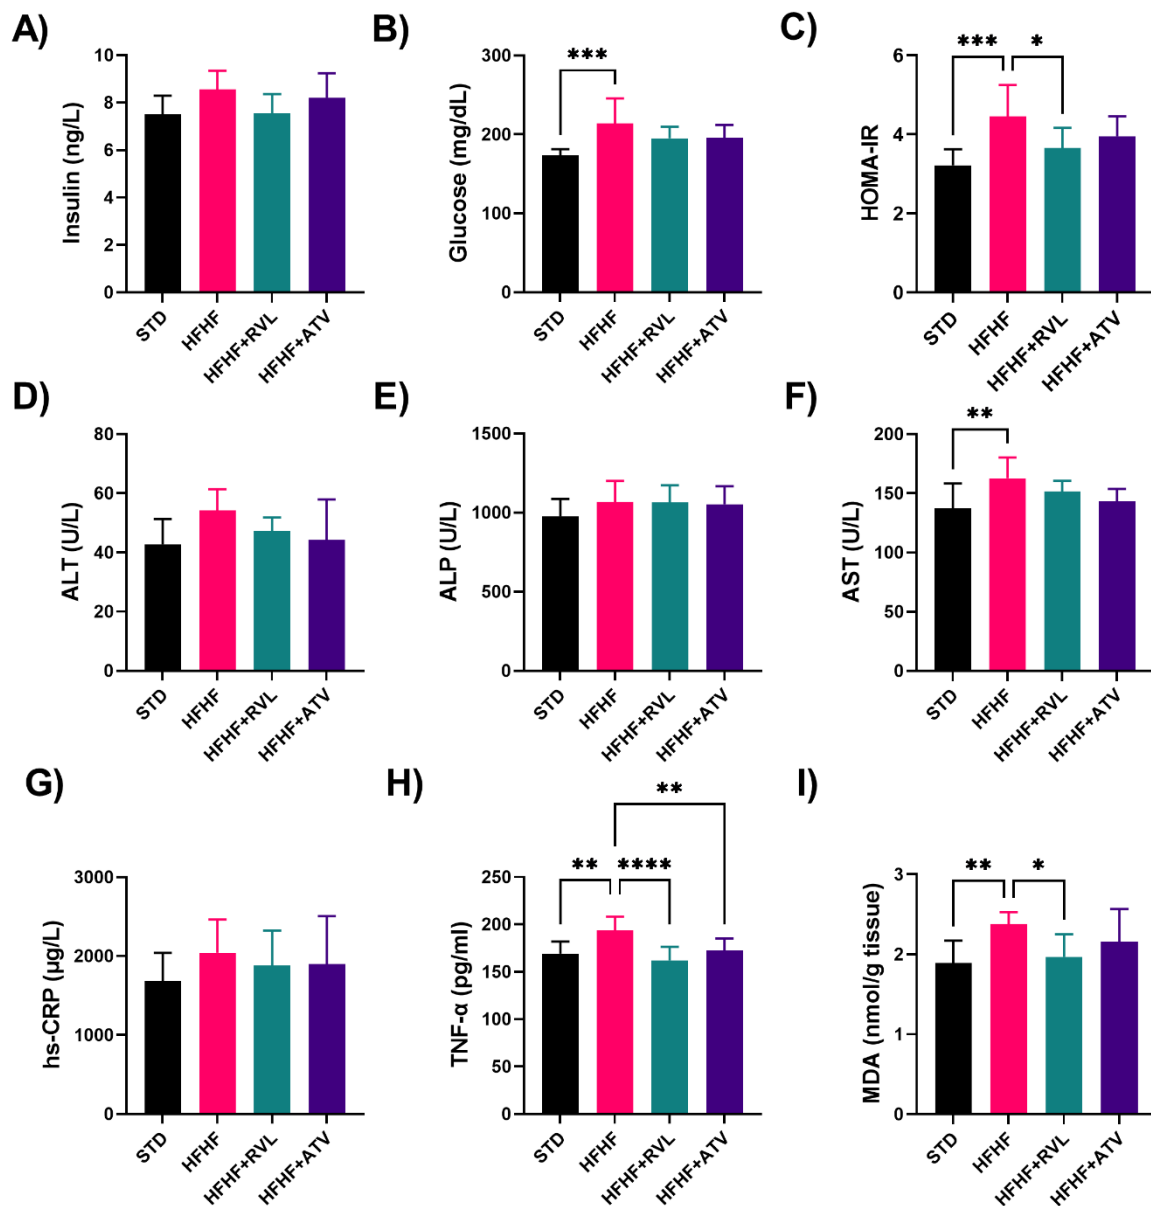 A)
Insulin (ng/L)
10
8
6
4
2
0
STD
HFHF
HFHF+RVL
HFHF+ATV
B)
Glucose (mg/dL)
300
200
100
0
***
STD
HFHF
HFHF+RVL
HFHF+ATV
C)
HOMA-IR
6
4
2
0
***
*
STD
HFHF
HFHF+RVL
HFHF+ATV
D)
ALT (U/L)
80
60
40
20
0
STD
HFHF
HFHF+RVL
HFHF+ATV
E)
ALP (U/L)
1500
1000
500
0
STD
HFHF
HFHF+RVL
HFHF+ATV
F)
AST (U/L)
200
150
100
50
0
**
STD
HFHF
HFHF+RVL
HFHF+ATV
G)
hs-CRP (µg/L)
3000
2000
1000
0
STD
HFHF
HFHF+RVL
HFHF+ATV
H)
TNF-α (pg/ml)
250
200
150
100
50
0
**
**
****
STD
HFHF
HFHF+RVL
HFHF+ATV
I)
MDA (nmol/g tissue)
3
2
1
0
**
*
STD
HFHF
HFHF+RVL
HFHF+ATV